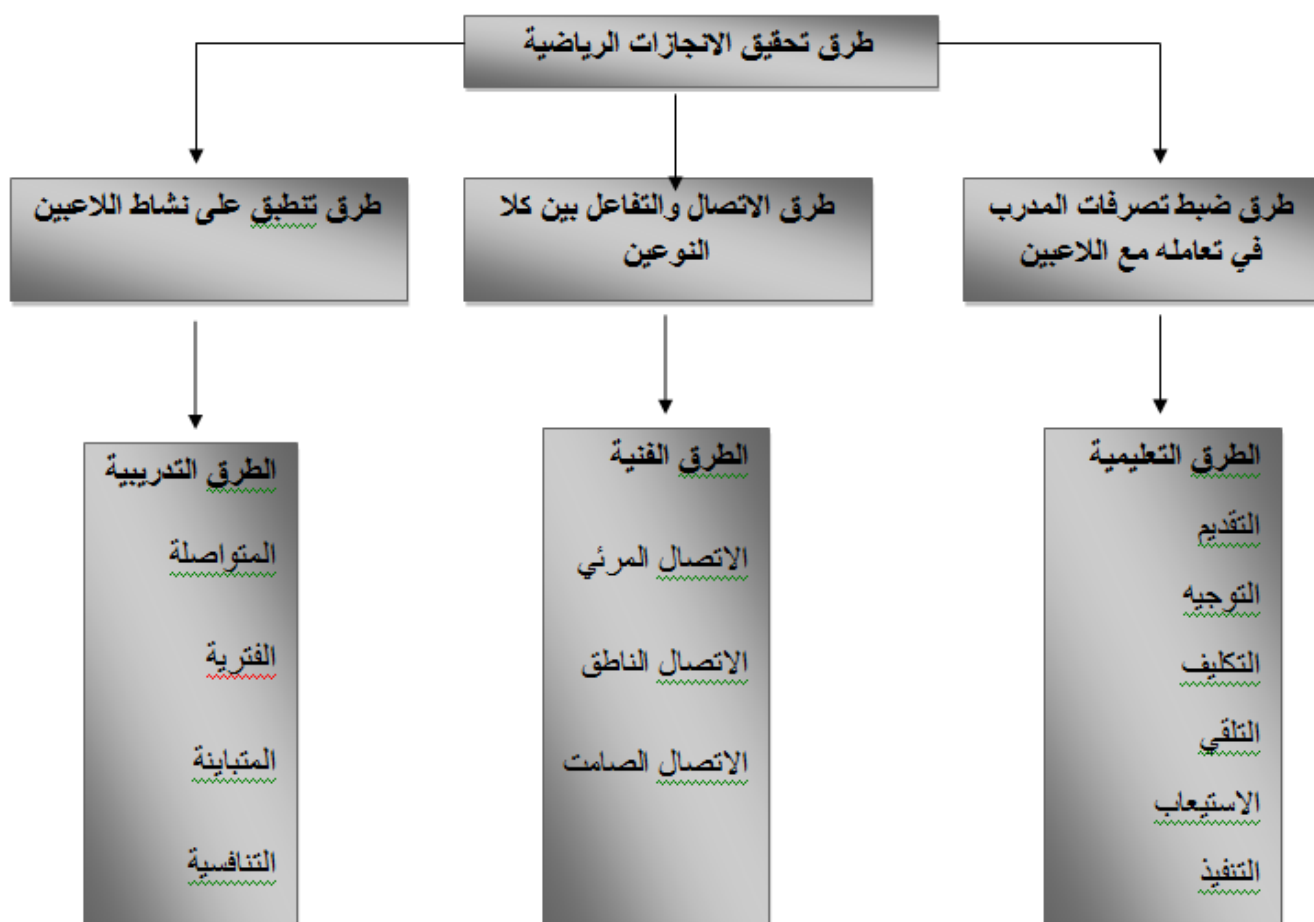 طرق تحقيق الانجازات الرياضية
طرق ضبط تصرفات المدرب
في تعامله مع اللاعبين
طرق الاتصال والتفاعل بين كلا
النوعين
طرق تنطبق على نشاط اللاعبين
الطرق التعليمية
التقديم
التوجيه
التكليف
التلقي
الاستيعاب
التنفيذ
الطرق الفنية
الاتصال المرئي
الاتصال الناطق
الاتصال الصامت
الطرق التدريبية
المتواصلة
الفترية
المتباينة
التنافسية